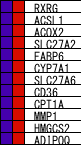 RXRG
ACSL1
ACOX2
SLC27A2
FABP6
CYP7A1
SLC27A6
CD36
CPT1A
MMP1
HMGCS2
ADIPOQ